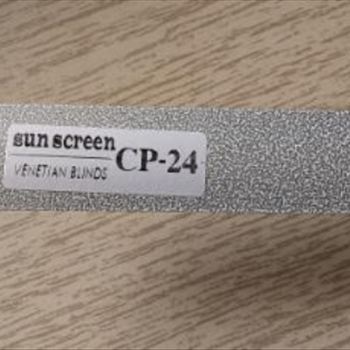 sun screen
VENETIAN BLINDS
CP-24